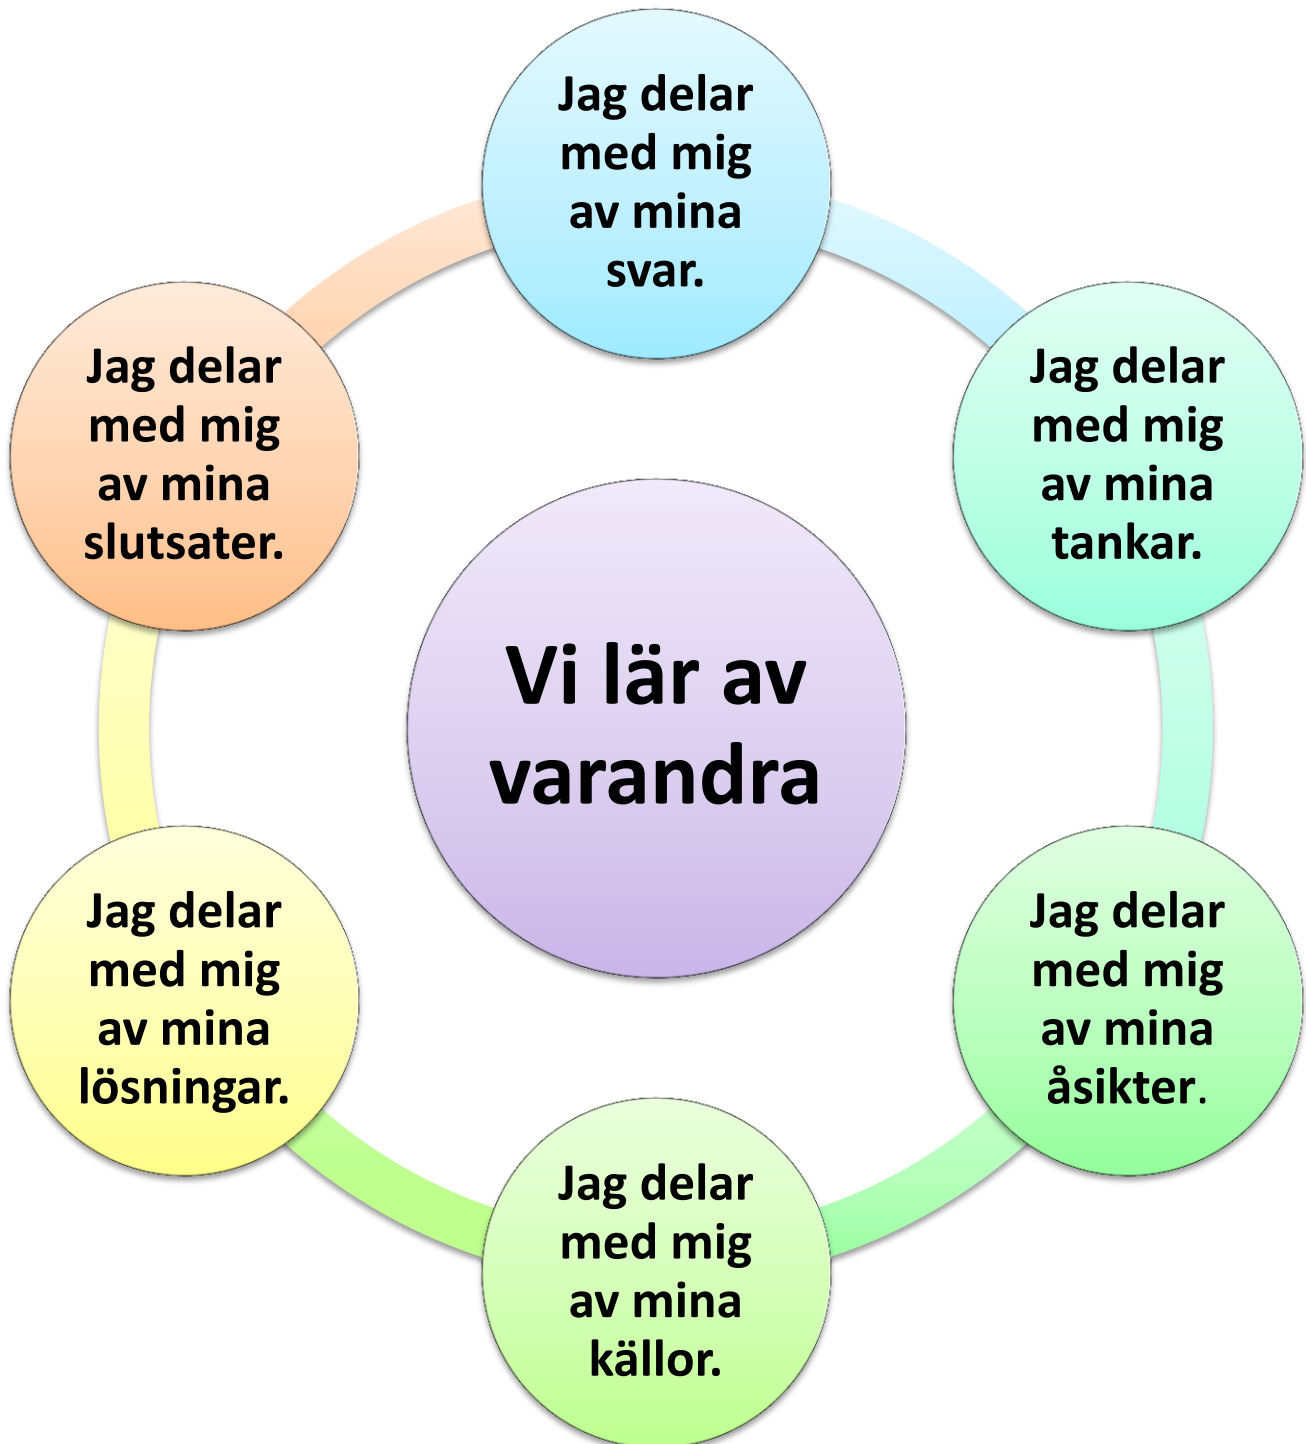 Jag delar
med mig
av mina
svar.
Jag delar
med mig
av mina
tankar.
Jag delar
med mig
av mina
åsikter.
Jag delar
med mig
av mina
källor.
Jag delar
med mig
av mina
lösningar.
Jag delar
med mig
av mina
slutsater.
Vi lär av
varandra